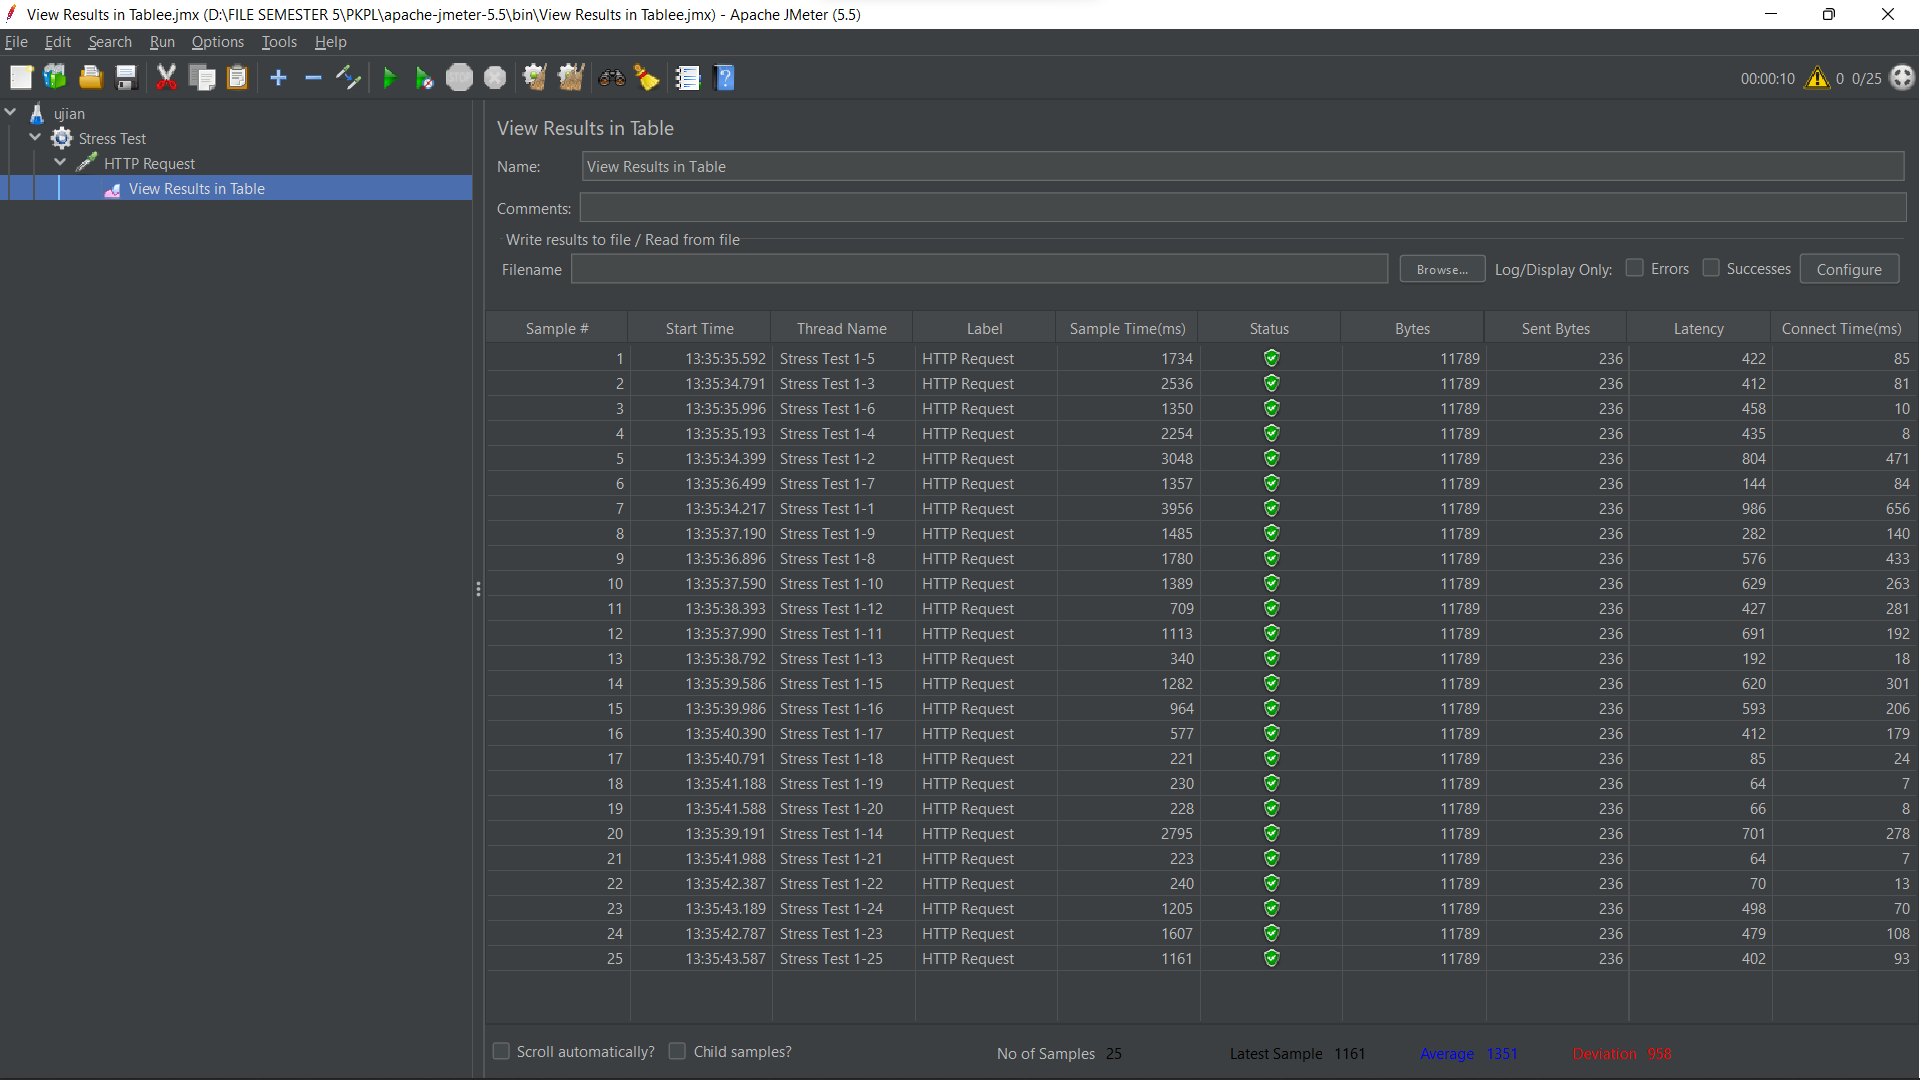 View Results in Tablee.jmx (D:\FILE SEMESTER 5\PKPL\apache-jmeter-5.5\bin\View Results in Tablee.jmx) - Apache JMeter (5.5)
File Edit Search Run Options Tools Help
STOP 00:00:10 0 0/25
ujian
Stress Test
HTTP Request
View Results in Table
View Results in Table
Name: View Results in Table
Comments:
Write results to file / Read from file
Filename Browse... Log/Display Only: Errors Successes Configure
Sample # Start Time Thread Name Label Sample Time(ms) Status Bytes Sent Bytes Latency Connect Time(ms)
1 13:35:35.592 Stress Test 1-5 HTTP Request 1734 11789 236 422 85
2 13:35:34.791 Stress Test 1-3 HTTP Request 2536 11789 236 412 81
3 13:35:35.996 Stress Test 1-6 HTTP Request 1350 11789 236 458 10
4 13:35:35.193 Stress Test 1-4 HTTP Request 2254 11789 236 435 8
5 13:35:34.399 Stress Test 1-2 HTTP Request 3048 11789 236 804 471
6 13:35:36.499 Stress Test 1-7 HTTP Request 1357 11789 236 144 84
7 13:35:34.217 Stress Test 1-1 HTTP Request 3956 11789 236 986 656
8 13:35:37.190 Stress Test 1-9 HTTP Request 1485 11789 236 282 140
9 13:35:36.896 Stress Test 1-8 HTTP Request 1780 11789 236 576 433
10 13:35:37.590 Stress Test 1-10 HTTP Request 1389 11789 236 629 263
11 13:35:38.393 Stress Test 1-12 HTTP Request 709 11789 236 427 281
12 13:35:37.990 Stress Test 1-11 HTTP Request 1113 11789 236 691 192
13 13:35:38.792 Stress Test 1-13 HTTP Request 340 11789 236 192 18
14 13:35:39.586 Stress Test 1-15 HTTP Request 1282 11789 236 620 301
15 13:35:39.986 Stress Test 1-16 HTTP Request 964 11789 236 593 206
16 13:35:40.390 Stress Test 1-17 HTTP Request 577 11789 236 412 179
17 13:35:40.791 Stress Test 1-18 HTTP Request 221 11789 236 85 24
18 13:35:41.188 Stress Test 1-19 HTTP Request 230 11789 236 64 7
19 13:35:41.588 Stress Test 1-20 HTTP Request 228 11789 236 66 8
20 13:35:39.191 Stress Test 1-14 HTTP Request 2795 11789 236 701 278
21 13:35:41.988 Stress Test 1-21 HTTP Request 223 11789 236 64 7
22 13:35:42.387 Stress Test 1-22 HTTP Request 240 11789 236 70 13
23 13:35:43.189 Stress Test 1-24 HTTP Request 1205 11789 236 498 70
24 13:35:42.787 Stress Test 1-23 HTTP Request 1607 11789 236 479 108
25 13:35:43.587 Stress Test 1-25 HTTP Request 1161 11789 236 402 93
Scroll automatically? Child samples? No of Samples 25 Latest Sample 1161 Average 1351 Deviation 958